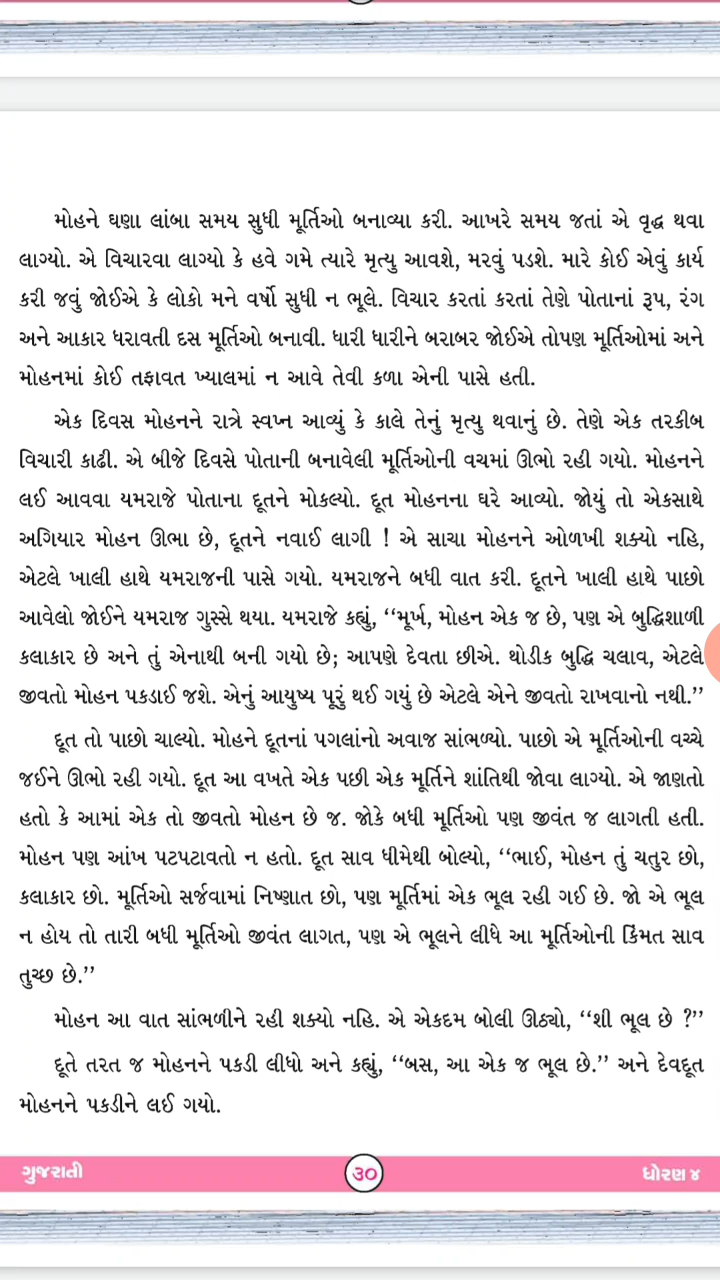 મોહને ઘણા લાંબા સમય સુધી મૂર્તિઓ બનાવ્યા કરી. આખરે સમય જતાં એ વૃદ્ધ થવા
લાગ્યો. એ વિચારવા લાગ્યો કે હવે ગમે ત્યારે મૃત્યુ આવશે, મરવું પડશે. મારે કોઈ એવું કાર્ય
કરી જવું જોઈએ કે લોકો મને વર્ષો સુધી ન ભૂલે. વિચાર કરતાં કરતાં તેણે પોતાનાં રૂપ, રંગ
અને આકાર ધરાવતી દસ મૂર્તિઓ બનાવી. ધારી ધારીને બરાબર જોઈએ તોપણ મૂર્તિઓમાં અને
મોહનમાં કોઈ તફાવત ખ્યાલમાં ન આવે તેવી કળા એની પાસે હતી.
એક દિવસ મોહનને રાત્રે સ્વપ્ન આવ્યું કે કાલે તેનું મૃત્યુ થવાનું છે. તેણે એક તરકીબ
વિચારી કાઢી. એ બીજે દિવસે પોતાની બનાવેલી મૂર્તિઓની વચમાં ઊભો રહી ગયો. મોહનને
લઈ આવવા યમરાજે પોતાના દૂતને મોકલ્યો. દૂત મોહનના ઘરે આવ્યો. જોયું તો એકસાથે
અગિયાર મોહન ઊભા છે, દૂતને નવાઈ લાગી ! એ સાચા મોહનને ઓળખી શક્યો નહિ,
એટલે ખાલી હાથે યમરાજની પાસે ગયો. યમરાજને બધી વાત કરી. દૂતને ખાલી હાથે પાછો
આવેલો જોઈને યમરાજ ગુસ્સે થયા. યમરાજે કહ્યું, ‘‘મૂર્ખ, મોહન એક જ છે, પણ એ બુદ્ધિશાળી
કલાકાર છે અને તું એનાથી બની ગયો છે; આપણે દેવતા છીએ. થોડીક બુદ્ધિ ચલાવ, એટલે
જીવતો મોહન પકડાઈ જશે. એનું આયુષ્ય પૂરું થઈ ગયું છે એટલે એને જીવતો રાખવાનો નથી.’’
દૂત તો પાછો ચાલ્યો. મોહને દૂતનાં પગલાંનો અવાજ સાંભળ્યો. પાછો એ મૂર્તિઓની વચ્ચે
જઈને ઊભો રહી ગયો. દૂત આ વખતે એક પછી એક મૂર્તિને શાંતિથી જોવા લાગ્યો. એ જાણતો
હતો કે આમાં એક તો જીવતો મોહન છે જ. જોકે બધી મૂર્તિઓ પણ જીવંત જ લાગતી હતી.
મોહન પણ આંખ પટપટાવતો ન હતો. દૂત સાવ ધીમેથી બોલ્યો, ‘‘ભાઈ, મોહન તું ચતુર છો,
કલાકાર છો. મૂર્તિઓ સર્જવામાં નિષ્ણાત છો, પણ મૂર્તિમાં એક ભૂલ રહી ગઈ છે. જો એ ભૂલ
ન હોય તો તારી બધી મૂર્તિઓ જીવંત લાગત, પણ એ ભૂલને લીધે આ મૂર્તિઓની કિંમત સાવ
તુચ્છ છે.’’
મોહન આ વાત સાંભળીને રહી શક્યો નહિ. એ એકદમ બોલી ઊઠ્યો, ‘‘શી ભૂલ છે ?’’
દૂતે તરત જ મોહનને પકડી લીધો અને કહ્યું, ‘‘બસ, આ એક જ ભૂલ છે.’’ અને દેવદૂત
મોહનને પકડીને લઈ ગયો.
ગુજરાતી
૩૦
ધોરણ ૪